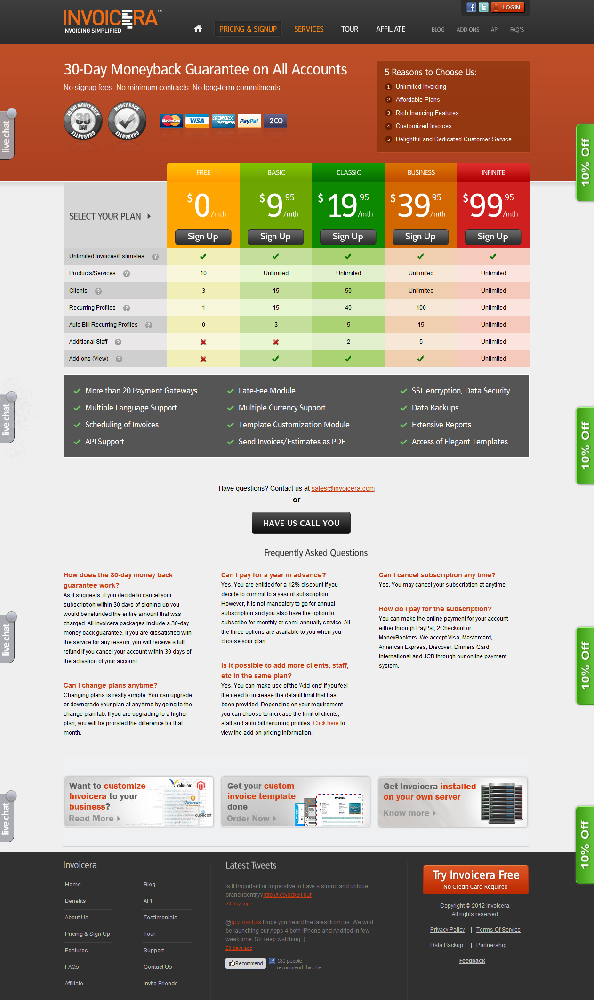 INVOICERA™
INVOICING SIMPLIFIED
LOGIN
PRICING & SIGNUP
SERVICES
TOUR
AFFILIATE
BLOG
ADD-ONS
API
FAQ'S
30-Day Moneyback Guarantee on All Accounts
No signup fees. No minimum contracts. No long-term commitments.
30 DAY MONEY BACK
30
DAY
GUARANTEE
MONEY BACK
GUARANTEE
MasterCard
VISA
AMERICAN EXPRESS
PayPal
2CO
5 Reasons to Choose Us:
1 Unlimited Invoicing
2 Affordable Plans
3 Rich Invoicing Features
4 Customized Invoices
5 Delightful and Dedicated Customer Service
live chat
10% Off
SELECT YOUR PLAN
FREE BASIC CLASSIC BUSINESS INFINITE
$0/mth $9 95/mth $19 95/mth $39 95/mth $99 95/mth
Sign Up Sign Up Sign Up Sign Up Sign Up
Unlimited Invoices/Estimates ?
Products/Services ? 10 Unlimited Unlimited Unlimited Unlimited
Clients ? 3 15 50 Unlimited Unlimited
Recurring Profiles ? 1 15 40 100 Unlimited
Auto Bill Recurring Profiles ? 0 3 5 15 Unlimited
Additional Staff ? 2 5 Unlimited
Add-ons (View) ? Unlimited
More than 20 Payment Gateways
Multiple Language Support
Scheduling of Invoices
API Support
Late-Fee Module
Multiple Currency Support
Template Customization Module
Send Invoices/Estimates as PDF
SSL encryption, Data Security
Data Backups
Extensive Reports
Access of Elegant Templates
live chat
10% Off
Have questions? Contact us at sales@invoicera.com
or
HAVE US CALL YOU
Frequently Asked Questions
How does the 30-day money back
guarantee work?
As it suggests, if you decide to cancel your
subscription within 30 days of signing-up you
would be refunded the entire amount that was
charged. All Invoicera packages include a 30-day
money back guarantee. If you are dissatisfied with
the service for any reason, you will receive a full
refund if you cancel your account within 30 days of
the activation of your account.
Can I change plans anytime?
Changing plans is really simple. You can upgrade
or downgrade your plan at any time by going to the
change plan tab. If you are upgrading to a higher
plan, you will be prorated the difference for that
month.
Can I pay for a year in advance?
Yes. You are entitled for a 12% discount if you
decide to commit to a year of subscription.
However, it is not mandatory to go for annual
subscription and you also have the option to
subscribe for monthly or semi-annually service. All
the three options are available to you when you
choose your plan.
Is it possible to add more clients, staff,
etc in the same plan?
Yes. You can make use of the 'Add-ons' if you feel
the need to increase the default limit that has
been provided. Depending on your requirement
you can choose to increase the limit of clients,
staff and auto bill recurring profiles. Click here to
view the add-on pricing information.
Can I cancel subscription any time?
Yes. You may cancel your subscription at anytime.
How do I pay for the subscription?
You can make the online payment for your account
either through PayPal, 2Checkout or
MoneyBookers. We accept Visa, Mastercard,
American Express, Discover, Dinners Card
International and JCB through our online payment
system.
live chat
10% Off
Want to customize
Invoicera to your
business?
Read More
volusion
Ubercart
cubecart
Get your custom
invoice template
done
Order Now
Invoice
INVOICE
Get Invoicera installed
on your own server
Know more
live chat
10% Off
Invoicera
Home
Benefits
About Us
Pricing & Sign Up
Features
FAQs
Affiliate
Blog
API
Testimonials
Tour
Support
Contact Us
Invite Friends
Latest Tweets
Is it important or imperative to have a strong and unique
brand identity?http://t.co/gqxSTb0r
20 days ago
@guzmanluis Hope you heard the latest from us. We wud
be launching our Apps 4 both iPhone and Andriod in few
week time. So keep watching :)
20 days ago
Recommend
180 people
recommend this. Be
Try Invoicera Free
No Credit Card Required
Copyright © 2012 Invoicera.
All rights reserved.
Privacy Policy | Terms Of Service
Data Backup | Partnership
Feedback